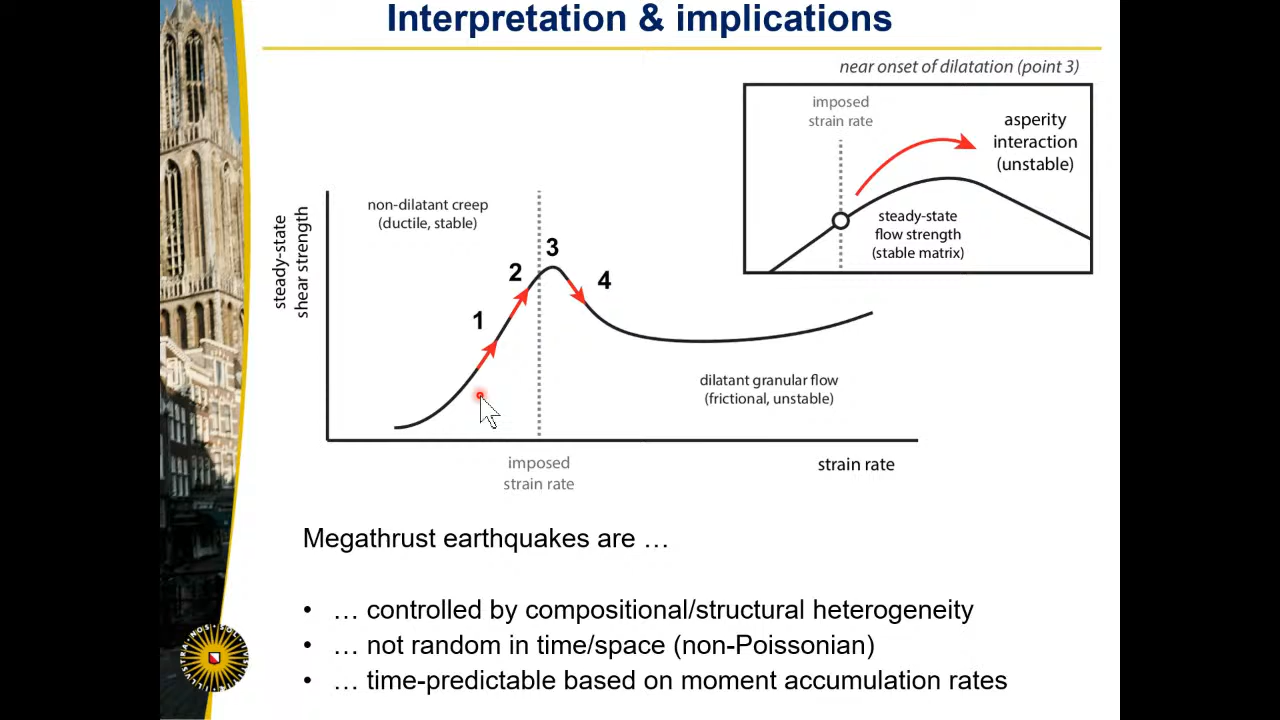 Interpretation & implications
near onset of dilatation (point 3)
imposed
strain rate
asperity
interaction
(unstable)
steady-state
flow strength
(stable matrix)
non-dilatant creep
(ductile, stable)
steady-state
shear strength
3
2
4
1
dilatant granular flow
(frictional, unstable)
imposed
strain rate
strain rate
Megathrust earthquakes are …
• … controlled by compositional/structural heterogeneity
• … not random in time/space (non-Poissonian)
• … time-predictable based on moment accumulation rates